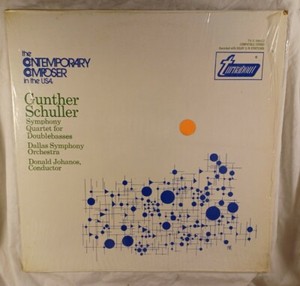 the
CONTEMPORARY
COMPOSER
in the USA
turnabout
Gunther
Schuller
Symphony
Quartet for
Doublebasses
Dallas Symphony
Orchestra
Donald Johanos,
Conductor